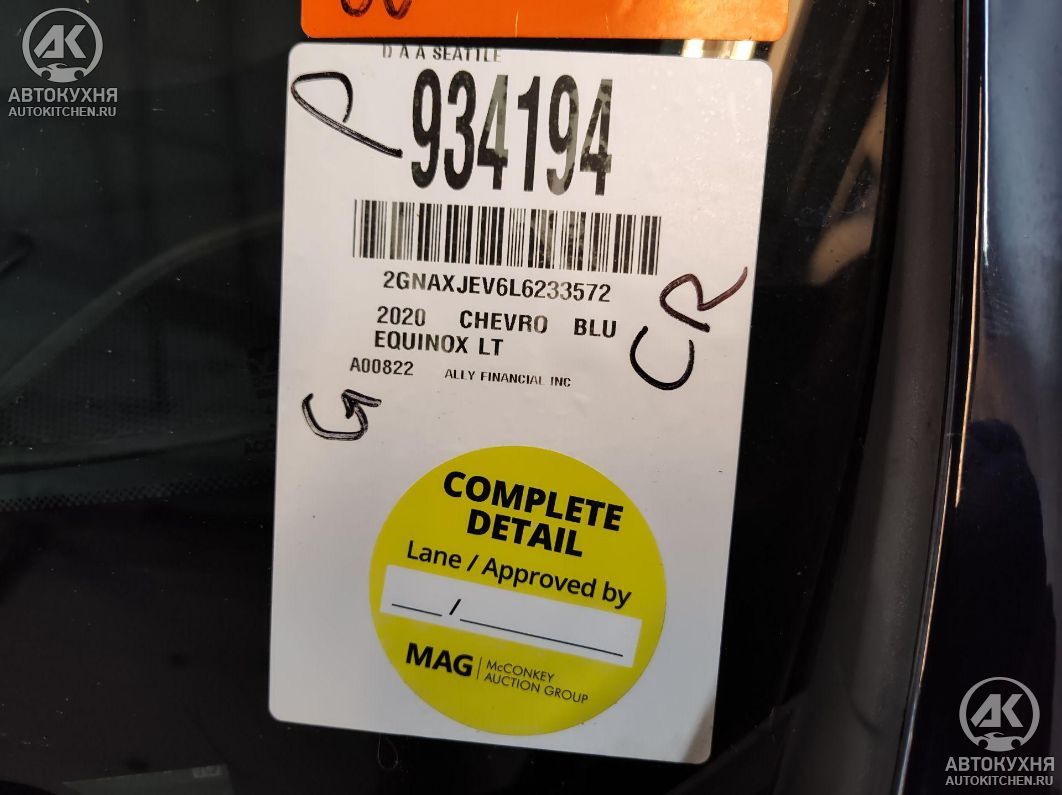 АВТОКУХНЯ
AUTOKITCHEN.RU
D A A SEATTLE
P
934194
2GNAXJEV6L6233572
2020 CHEVRO BLU
EQUINOX LT
A00822 ALLY FINANCIAL INC
CR
G
COMPLETE
DETAIL
Lane / Approved by
/
MAG | McCONKEY
AUCTION GROUP
АВТОКУХНЯ
AUTOKITCHEN.RU